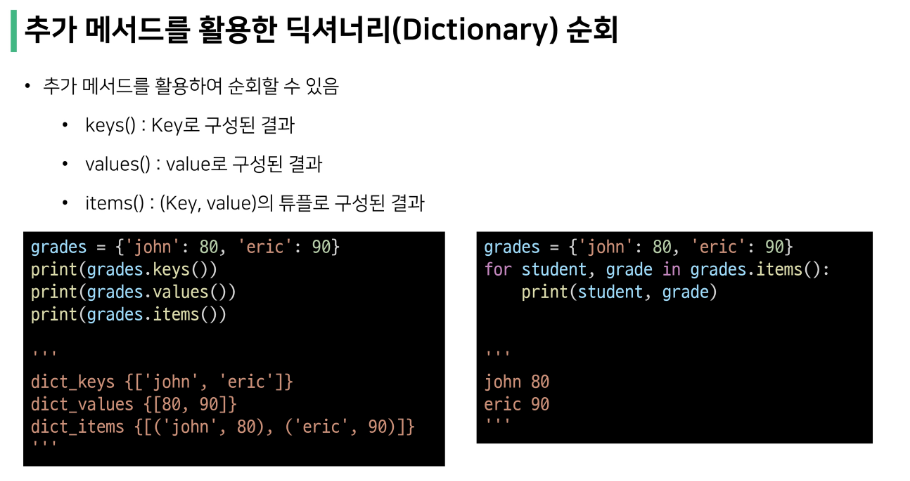 추가 메서드를 활용한 딕셔너리(Dictionary) 순회
• 추가 메서드를 활용하여 순회할 수 있음
• keys() : Key로 구성된 결과
• values() : value로 구성된 결과
• items() : (Key, value)의 튜플로 구성된 결과
grades = {'john': 80, 'eric': 90}
print(grades.keys())
print(grades.values())
print(grades.items())
'''
dict_keys {['john', 'eric']}
dict_values {[80, 90]}
dict_items {[('john', 80), ('eric', 90)]}
'''
grades = {'john': 80, 'eric': 90}
for student, grade in grades.items():
    print(student, grade)
'''
john 80
eric 90
'''